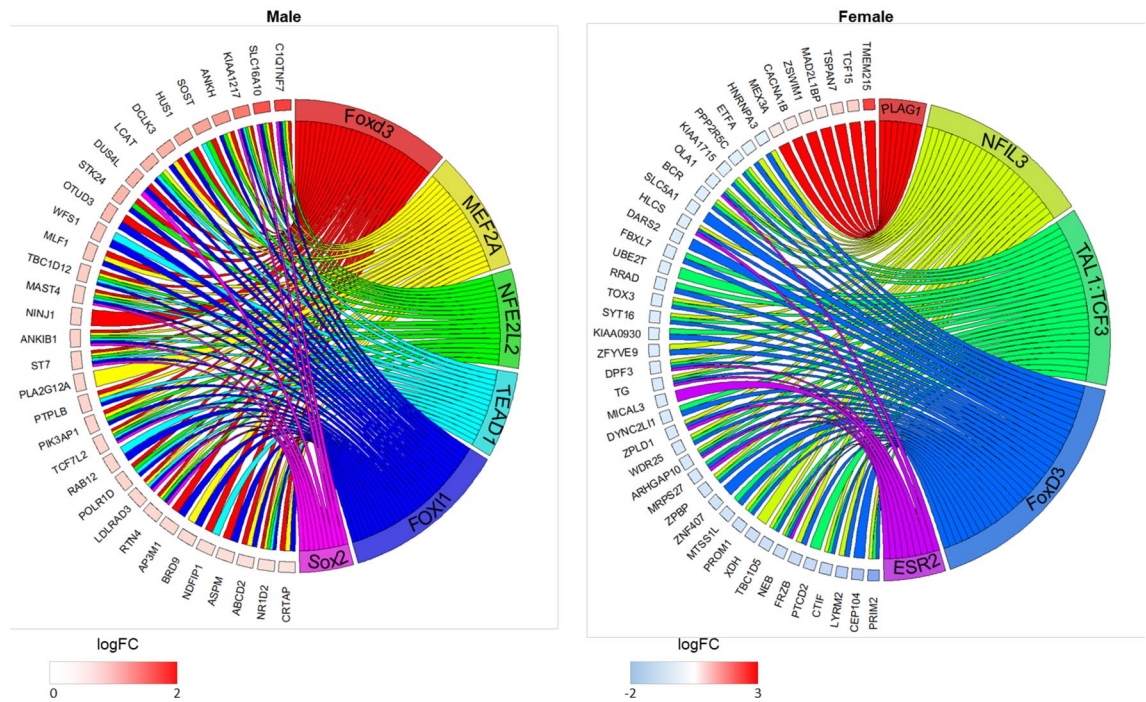 Male
C1QTNF7
SLC16A10
KIAA1217
ANKH
SOST
HUS1
DCLK3
LCAT
DUS4L
STK24
OTUD3
WFS1
MLF1
TBC1D12
MAST4
NINJ1
ANKIB1
ST7
PLA2G12A
PTPLB
PIK3AP1
TCF7L2
RAB12
POLR1D
LDLRAD3
RTN4
AP3M1
BRD9
NDFIP1
ASPM
ABCD2
NR1D2
CRTAP
Foxd3
MEF2A
NFE2L2
TEAD1
FOXI1
Sox2
logFC
0 2
Female
TMEM215
TCF15
TSPAN7
MAD2L1BP
ZSWIM1
CACNA1B
MEX3A
HNRNPA3
ETFA
PPP2R5C
KIAA1715
OLA1
BCR
SLC5A1
HLCS
DARS2
FBXL7
UBE2T
RRAD
TOX3
SYT16
KIAA0930
ZFYVE9
DPF3
TG
MICAL3
DYNC2LI1
ZPLD1
WDR25
ARHGAP10
MRPS27
ZPBP
ZNF407
MTSS1L
PROM1
XDH
TBC1D5
NEB
FRZB
PTCD2
CTIF
LYRM2
CEP104
PRIM2
PLAG1
NFIL3
TAL1:TCF3
FoxD3
ESR2
logFC
-2 3